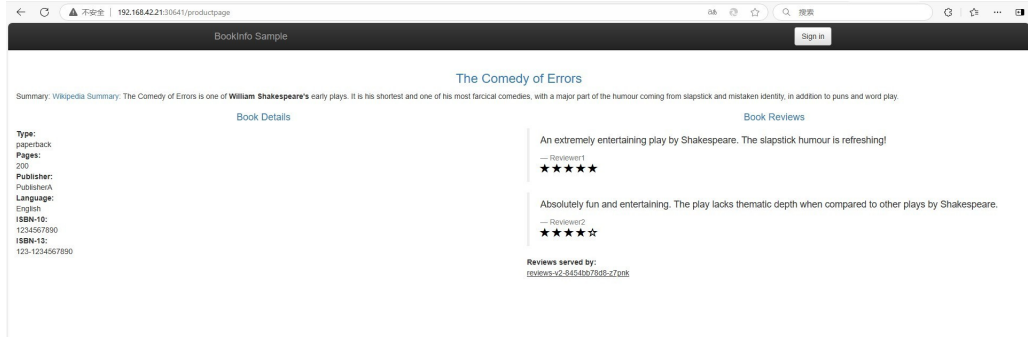 不安全 192.168.42.21:30641/productpage
搜索
BookInfo Sample
Sign in
The Comedy of Errors
Summary: Wikipedia Summary: The Comedy of Errors is one of William Shakespeare's early plays. It is his shortest and one of his most farcical comedies, with a major part of the humour coming from slapstick and mistaken identity, in addition to puns and word play.
Book Details
Type:
paperback
Pages:
200
Publisher:
PublisherA
Language:
English
ISBN-10:
1234567890
ISBN-13:
123-1234567890
Book Reviews
An extremely entertaining play by Shakespeare. The slapstick humour is refreshing!
— Reviewer1
★★★★★
Absolutely fun and entertaining. The play lacks thematic depth when compared to other plays by Shakespeare.
— Reviewer2
★★★★☆
Reviews served by:
reviews-v2-8454bb78d8-z7pnk